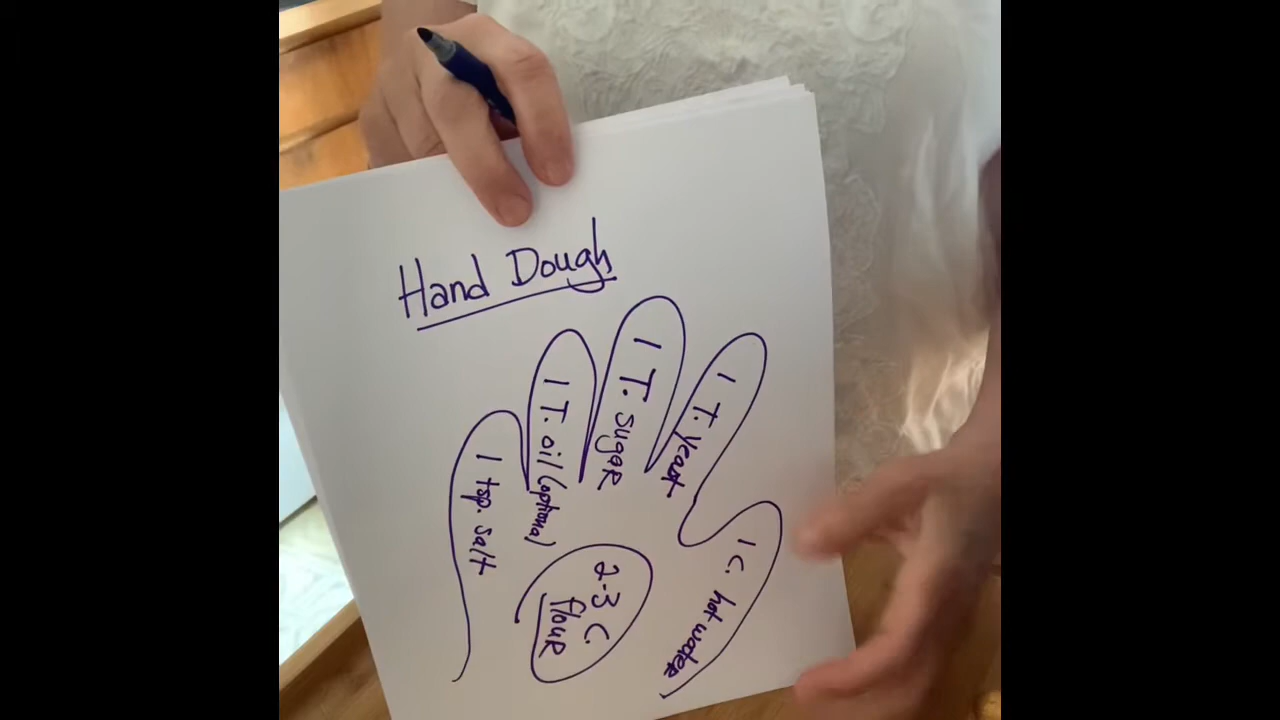 Hand Dough
1 tsp. salt
1 T. oil (optional)
1 T. sugar
1 T. yeast
1 c. hot water
2-3 C.
flour